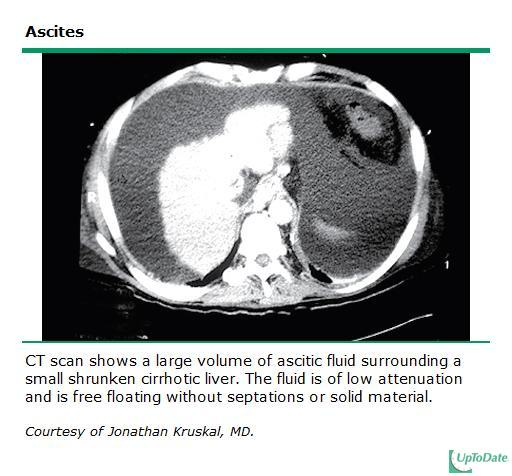 Ascites
R
CT scan shows a large volume of ascitic fluid surrounding a
small shrunken cirrhotic liver. The fluid is of low attenuation
and is free floating without septations or solid material.
Courtesy of Jonathan Kruskal, MD.
UpToDate